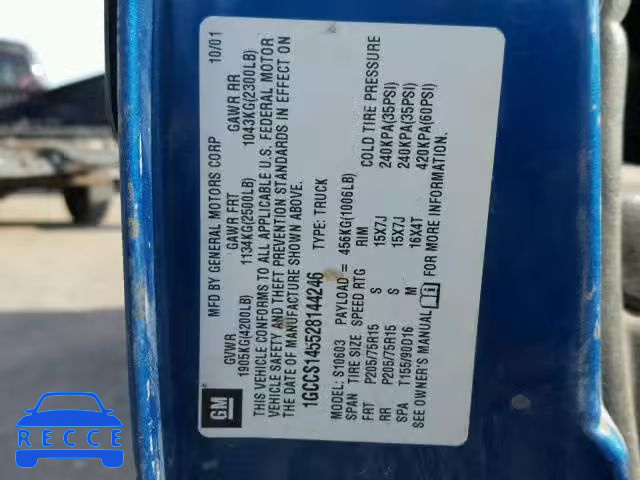 MFD BY GENERAL MOTORS CORP 10/01
GVWR GAWR FRT GAWR RR
1905KG(4200LB) 1134KG(2500LB) 1043KG(2300LB)
THIS VEHICLE CONFORMS TO ALL APPLICABLE U.S. FEDERAL MOTOR
VEHICLE SAFETY AND THEFT PREVENTION STANDARDS IN EFFECT ON
THE DATE OF MANUFACTURE SHOWN ABOVE.
1GCCS145528144246 TYPE: TRUCK
MODEL: S10603 PAYLOAD = 456KG(1006LB)
SPAN TIRE SIZE SPEED RTG RIM COLD TIRE PRESSURE
FRT P205/75R15 S 15X7J 240KPA(35PSI)
RR P205/75R15 S 15X7J 240KPA(35PSI)
SPA T155/90D16 M 16X4T 420KPA(60PSI)
SEE OWNER'S MANUAL FOR MORE INFORMATION.
GM
RECCE